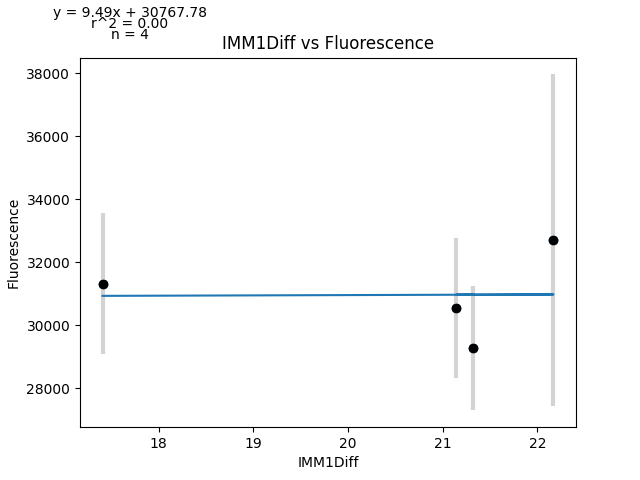 y = 9.49x + 30767.78
r^2 = 0.00
n = 4
IMM1Diff vs Fluorescence
38000
36000
34000
32000
30000
28000
Fluorescence
18 19 20 21 22
IMM1Diff